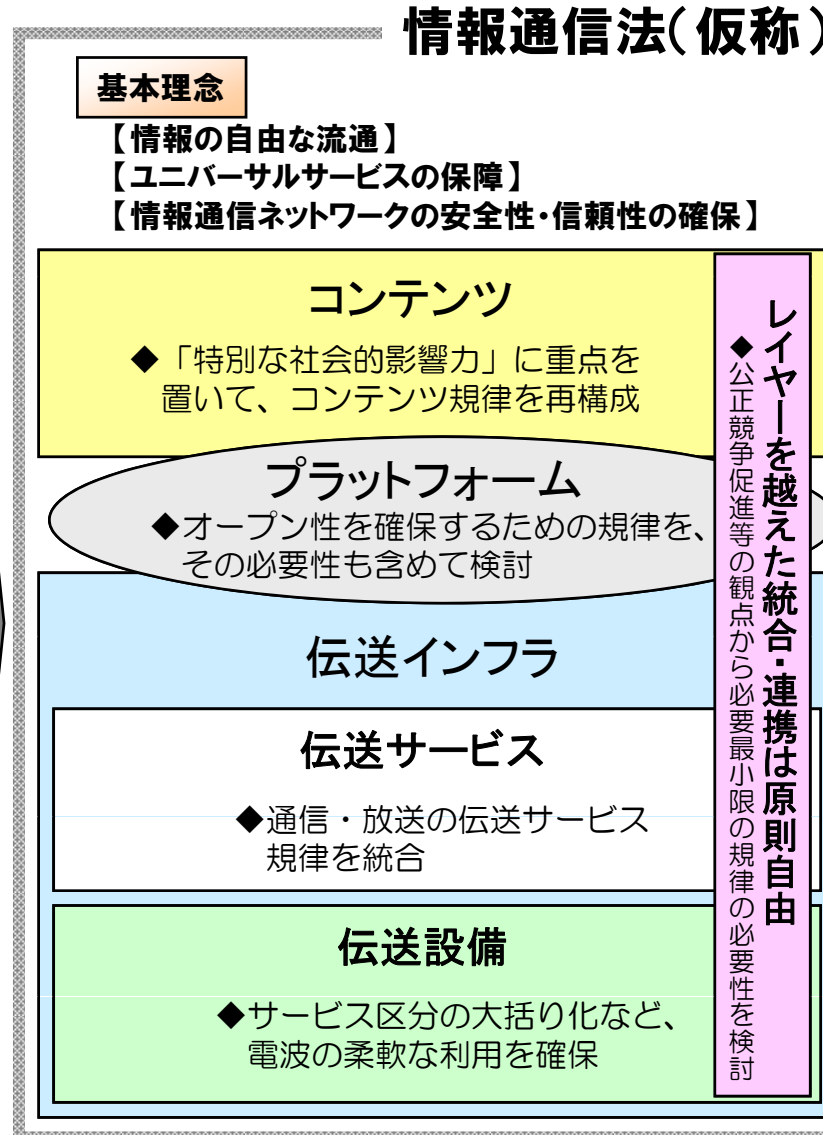 情報通信法(仮称)
基本理念
【情報の自由な流通】
【ユニバーサルサービスの保障】
【情報通信ネットワークの安全性・信頼性の確保】
コンテンツ
◆「特別な社会的影響力」に重点を
置いて、コンテンツ規律を再構成
プラットフォーム
◆オープン性を確保するための規律を、
その必要性も含めて検討
伝送インフラ
伝送サービス
◆通信・放送の伝送サービス
規律を統合
伝送設備
◆サービス区分の大括り化など、
電波の柔軟な利用を確保
レイヤーを越えた統合・連携は原則自由
◆公正競争促進等の観点から必要最小限の規律の必要性を検討